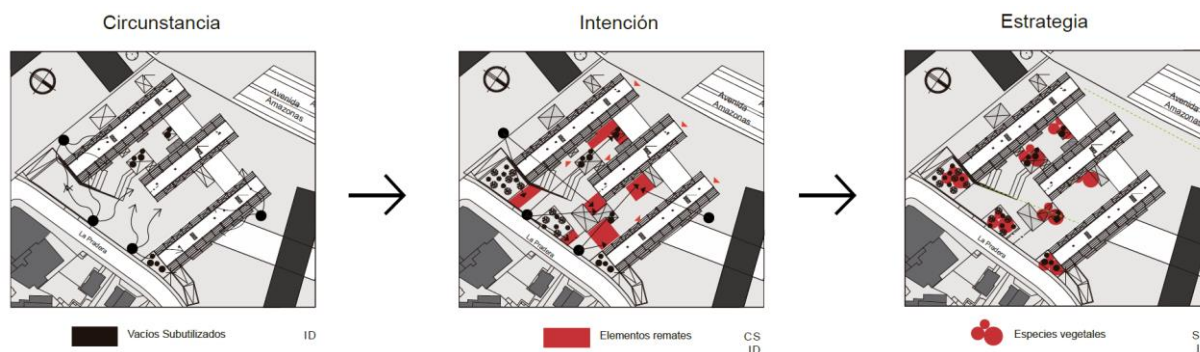 Circunstancia
Intención
Estrategia
Avenida
Amazonas
La Pradera
Avenida
Amazonas
A
La Pradera
Avenida
Amazonas
A
La Pradera
Vacíos Subutilizados
ID
Elementos remates
CS
ID
Especies vegetales
S